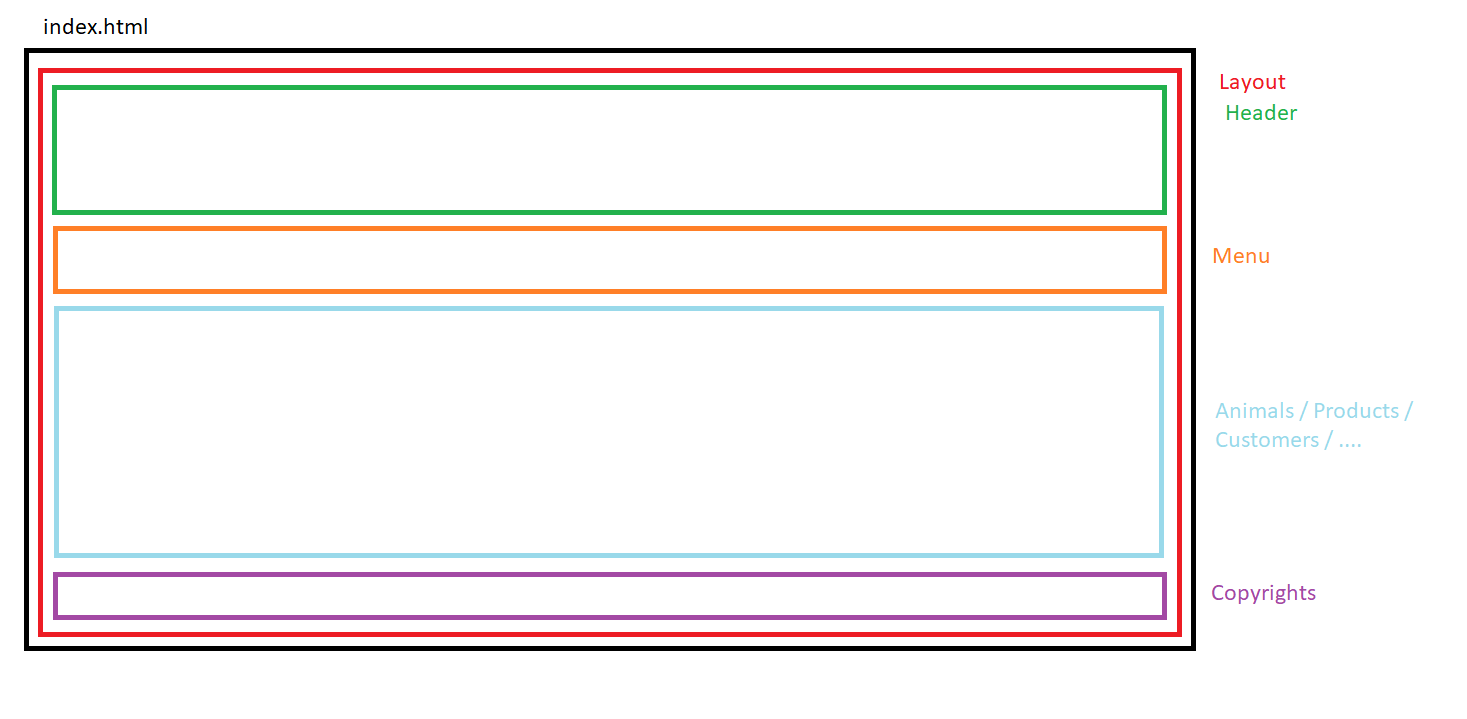 index.html
Layout
Header
Menu
Animals / Products /
Customers / ....
Copyrights